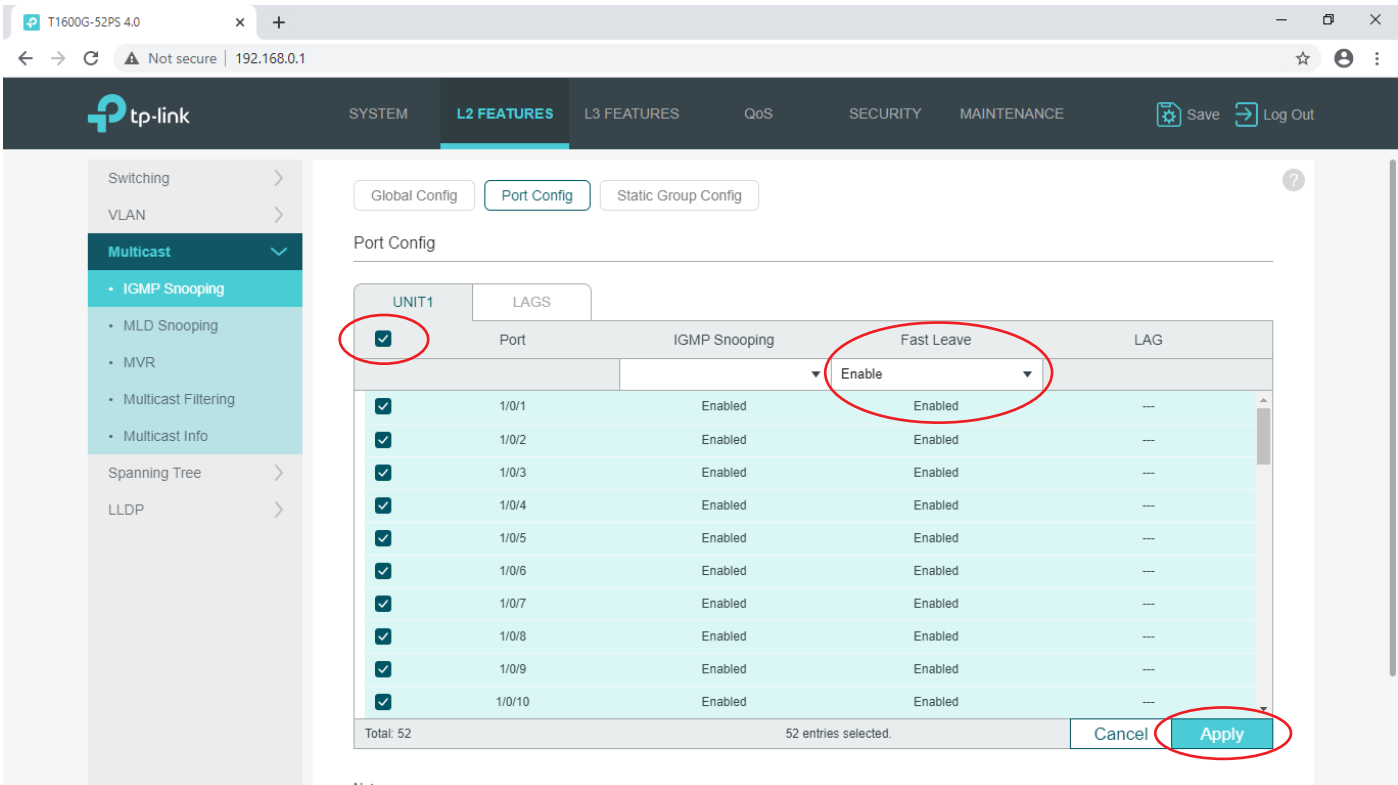 T1600G-52PS 4.0
Not secure | 192.168.0.1
tp-link SYSTEM L2 FEATURES L3 FEATURES QoS SECURITY MAINTENANCE Save Log Out
Switching
VLAN
Multicast
• IGMP Snooping
• MLD Snooping
• MVR
• Multicast Filtering
• Multicast Info
Spanning Tree
LLDP
Global Config Port Config Static Group Config
?
Port Config
UNIT1 LAGS
Port IGMP Snooping Fast Leave LAG
Enable
1/0/1 Enabled Enabled ---
1/0/2 Enabled Enabled ---
1/0/3 Enabled Enabled ---
1/0/4 Enabled Enabled ---
1/0/5 Enabled Enabled ---
1/0/6 Enabled Enabled ---
1/0/7 Enabled Enabled ---
1/0/8 Enabled Enabled ---
1/0/9 Enabled Enabled ---
1/0/10 Enabled Enabled ---
Total: 52 52 entries selected. Cancel Apply